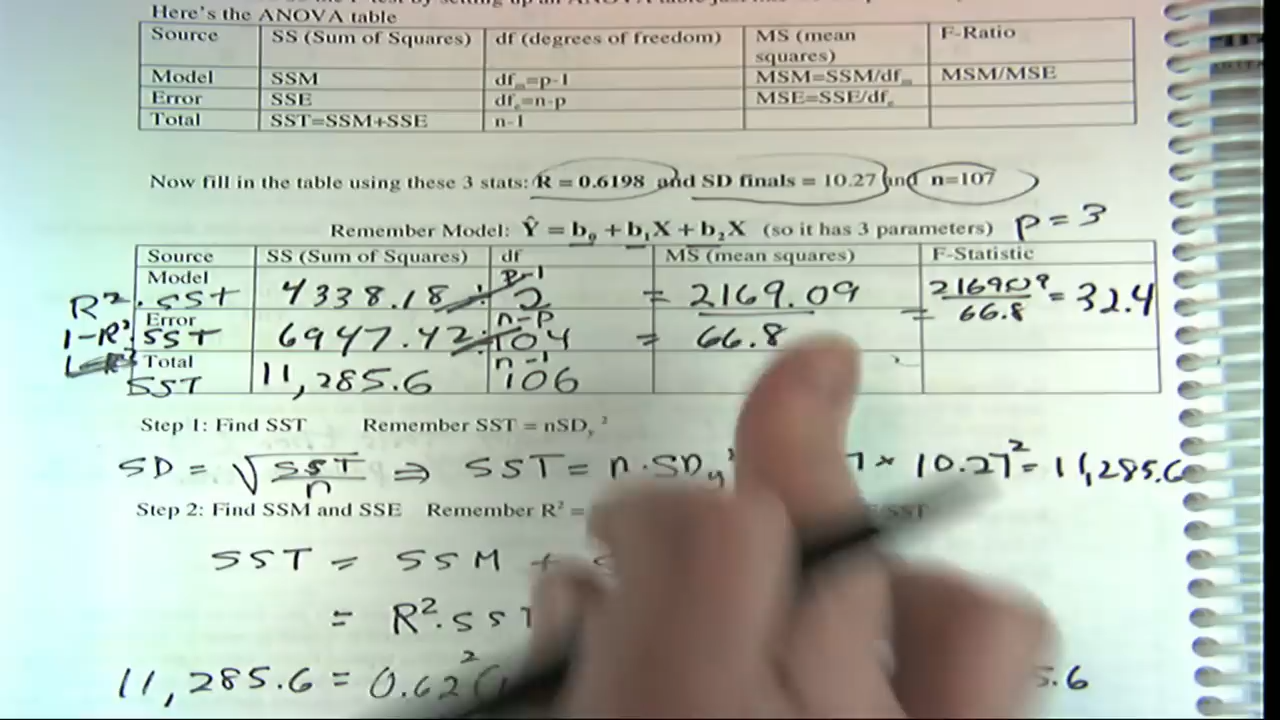 Here's the ANOVA table
Source SS (Sum of Squares) df (degrees of freedom) MS (mean squares) F-Ratio
Model SSM dfₘ=p-1 MSM=SSM/dfₘ MSM/MSE
Error SSE dfₑ=n-p MSE=SSE/dfₑ
Total SST=SSM+SSE n-1
Now fill in the table using these 3 stats: R = 0.6198 and SD finals = 10.27 and n=107
Remember Model: Ŷ = b₀ + b₁X + b₂X (so it has 3 parameters) p = 3
Source SS (Sum of Squares) df MS (mean squares) F-Statistic
Model p-1
R²·SST 4338.18 ÷ 2 = 2169.09 = 216909/66.8 = 32.4
Error n-p
1-R²·SST 6947.42 ÷ 104 = 66.8
Total n-1
SST 11,285.6 106
Step 1: Find SST Remember SST = nSDᵧ²
SD = √SST/n ⇒ SST = n·SDy 7 × 10.27² = 11,285.6
Step 2: Find SSM and SSE Remember R² = SST
SST = SSM +
= R²·SST
11,285.6 = 0.62² 5.6